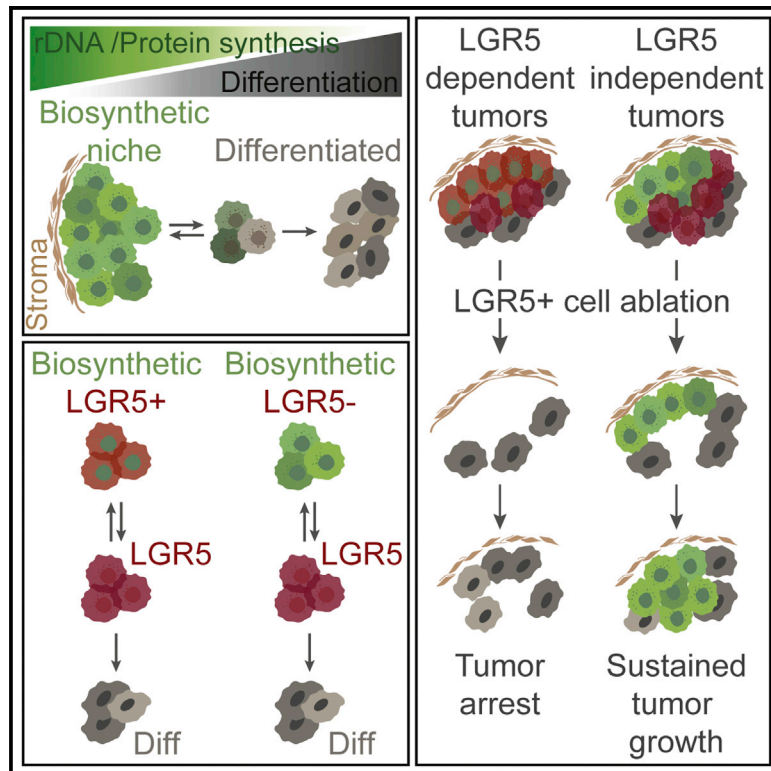 rDNA /Protein synthesis
Differentiation
Biosynthetic
niche
Differentiated
Stroma
Biosynthetic
LGR5+
Biosynthetic
LGR5-
LGR5
LGR5
Diff
Diff
LGR5
dependent
tumors
LGR5
independent
tumors
LGR5+ cell ablation
Tumor
arrest
Sustained
tumor
growth